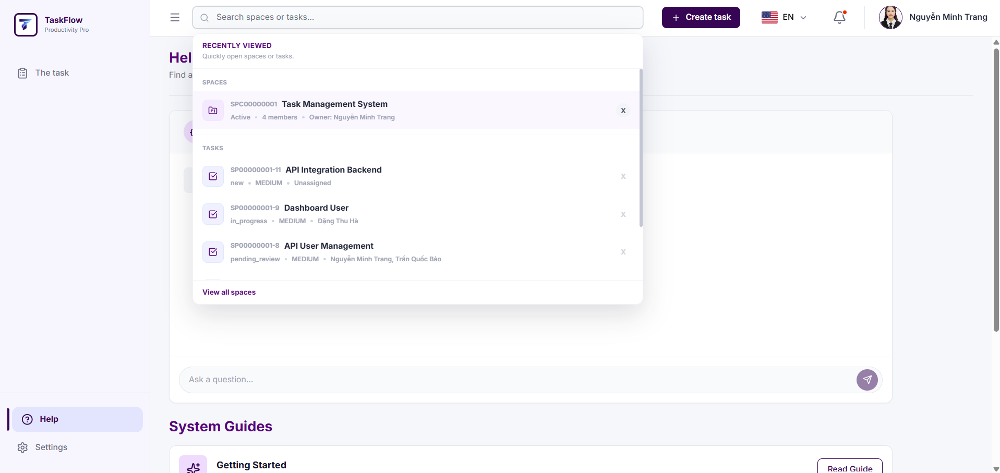 TaskFlow
Productivity Pro
Search spaces or tasks...
Create task
EN
Nguyễn Minh Trang
The task
Hel
Find a
RECENTLY VIEWED
Quickly open spaces or tasks.
SPACES
SPC00000001 Task Management System
Active • 4 members • Owner: Nguyễn Minh Trang
X
TASKS
SP00000001-11 API Integration Backend
new • MEDIUM • Unassigned
X
SP00000001-9 Dashboard User
in_progress • MEDIUM • Đặng Thu Hà
X
SP00000001-8 API User Management
pending_review • MEDIUM • Nguyễn Minh Trang, Trần Quốc Bảo
X
View all spaces
Ask a question...
Help
Settings
System Guides
Getting Started
Read Guide